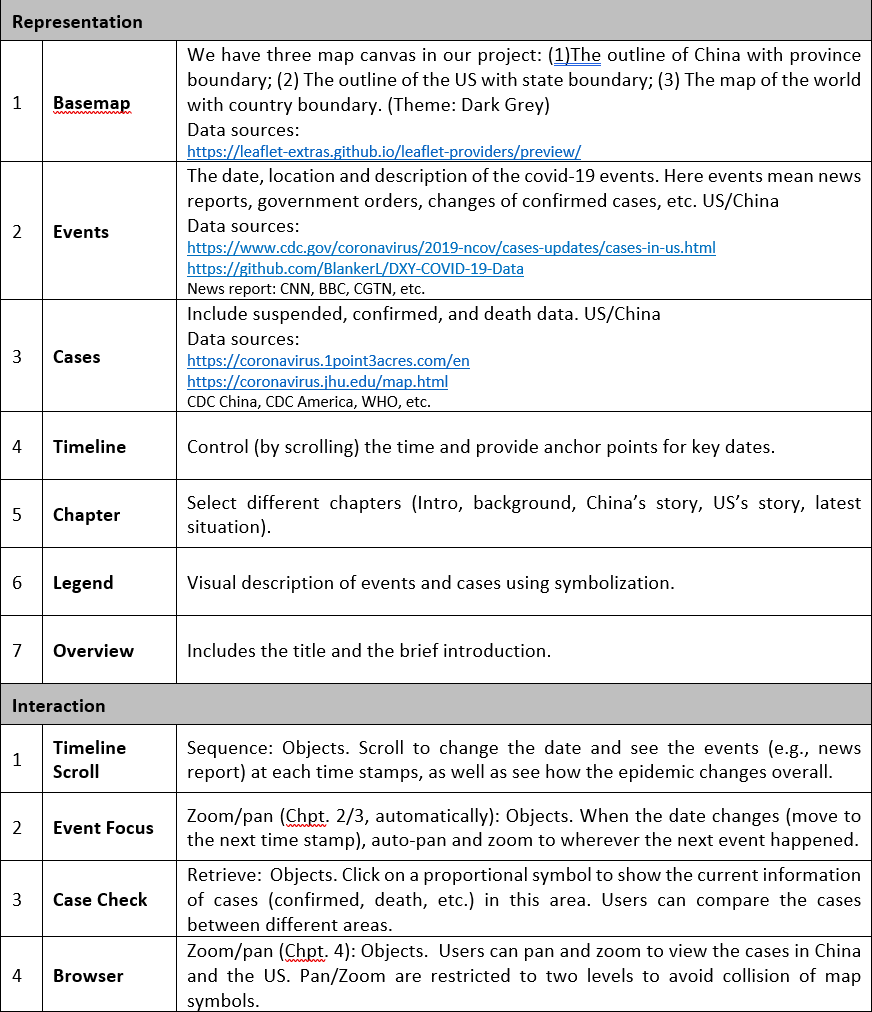 Representation
1 Basemap We have three map canvas in our project: (1)The outline of China with province
boundary; (2) The outline of the US with state boundary; (3) The map of the world
with country boundary. (Theme: Dark Grey)
Data sources:
https://leaflet-extras.github.io/leaflet-providers/preview/
2 Events The date, location and description of the covid-19 events. Here events mean news
reports, government orders, changes of confirmed cases, etc. US/China
Data sources:
https://www.cdc.gov/coronavirus/2019-ncov/cases-updates/cases-in-us.html
https://github.com/BlankerL/DXY-COVID-19-Data
News report: CNN, BBC, CGTN, etc.
3 Cases Include suspended, confirmed, and death data. US/China
Data sources:
https://coronavirus.1point3acres.com/en
https://coronavirus.jhu.edu/map.html
CDC China, CDC America, WHO, etc.
4 Timeline Control (by scrolling) the time and provide anchor points for key dates.
5 Chapter Select different chapters (Intro, background, China’s story, US’s story, latest
situation).
6 Legend Visual description of events and cases using symbolization.
7 Overview Includes the title and the brief introduction.
Interaction
1 Timeline Scroll Sequence: Objects. Scroll to change the date and see the events (e.g., news
report) at each time stamps, as well as see how the epidemic changes overall.
2 Event Focus Zoom/pan (Chpt. 2/3, automatically): Objects. When the date changes (move to
the next time stamp), auto-pan and zoom to wherever the next event happened.
3 Case Check Retrieve: Objects. Click on a proportional symbol to show the current information
of cases (confirmed, death, etc.) in this area. Users can compare the cases
between different areas.
4 Browser Zoom/pan (Chpt. 4): Objects. Users can pan and zoom to view the cases in China
and the US. Pan/Zoom are restricted to two levels to avoid collision of map
symbols.